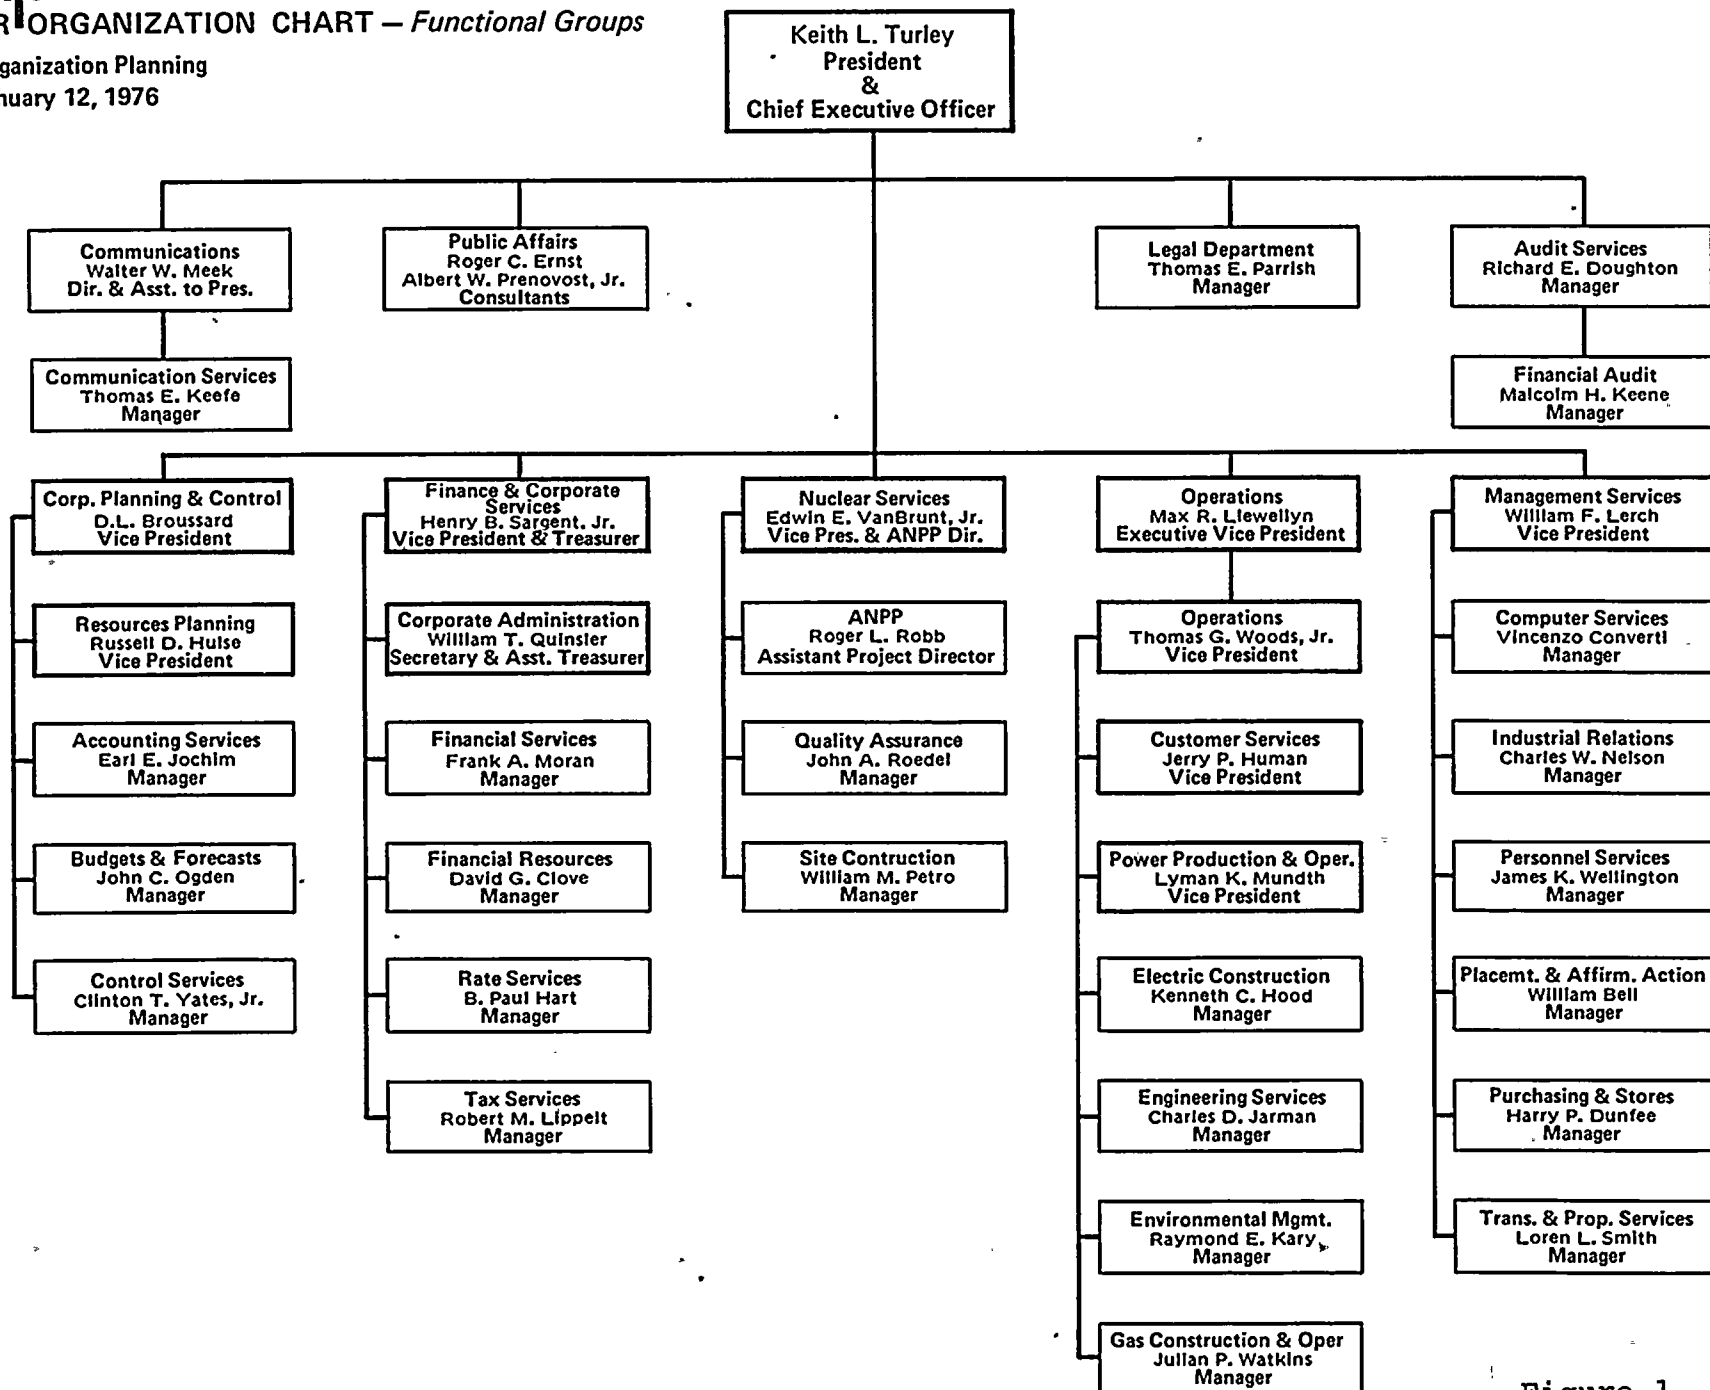 ORGANIZATION CHART — Functional Groups
ganization Planning
nuary 12, 1976
Keith L. Turley
President
&
Chief Executive Officer
Communications
Walter W. Meek
Dir. & Asst. to Pres.
Public Affairs
Roger C. Ernst
Albert W. Prenovost, Jr.
Consultants
Legal Department
Thomas E. Parrish
Manager
Audit Services
Richard E. Doughton
Manager
Communication Services
Thomas E. Keefe
Manager
Financial Audit
Malcolm H. Keene
Manager
Corp. Planning & Control
D.L. Broussard
Vice President
Resources Planning
Russell D. Hulse
Vice President
Accounting Services
Earl E. Jochim
Manager
Budgets & Forecasts
John C. Ogden
Manager
Control Services
Clinton T. Yates, Jr.
Manager
Finance & Corporate
Services
Henry B. Sargent, Jr.
Vice President & Treasurer
Corporate Administration
William T. Quinsler
Secretary & Asst. Treasurer
Financial Services
Frank A. Moran
Manager
Financial Resources
David G. Clove
Manager
Rate Services
B. Paul Hart
Manager
Tax Services
Robert M. Lippelt
Manager
Nuclear Services
Edwin E. VanBrunt, Jr.
Vice Pres. & ANPP Dir.
ANPP
Roger L. Robb
Assistant Project Director
Quality Assurance
John A. Roedel
Manager
Site Contruction
William M. Petro
Manager
Operations
Max R. Llewellyn
Executive Vice President
Operations
Thomas G. Woods, Jr.
Vice President
Customer Services
Jerry P. Human
Vice President
Power Production & Oper.
Lyman K. Mundth
Vice President
Electric Construction
Kenneth C. Hood
Manager
Engineering Services
Charles D. Jarman
Manager
Environmental Mgmt.
Raymond E. Kary
Manager
Gas Construction & Oper
Julian P. Watkins
Manager
Management Services
William F. Lerch
Vice President
Computer Services
Vincenzo Converti
Manager
Industrial Relations
Charles W. Nelson
Manager
Personnel Services
James K. Wellington
Manager
Placemt. & Affirm. Action
William Bell
Manager
Purchasing & Stores
Harry P. Dunfee
Manager
Trans. & Prop. Services
Loren L. Smith
Manager
Figure 1